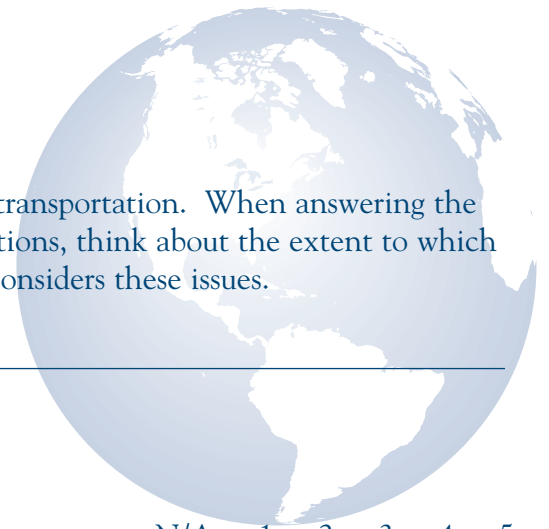 transportation. When answering the
tions, think about the extent to which
onsiders these issues.
N/A 1 2 3 4 5